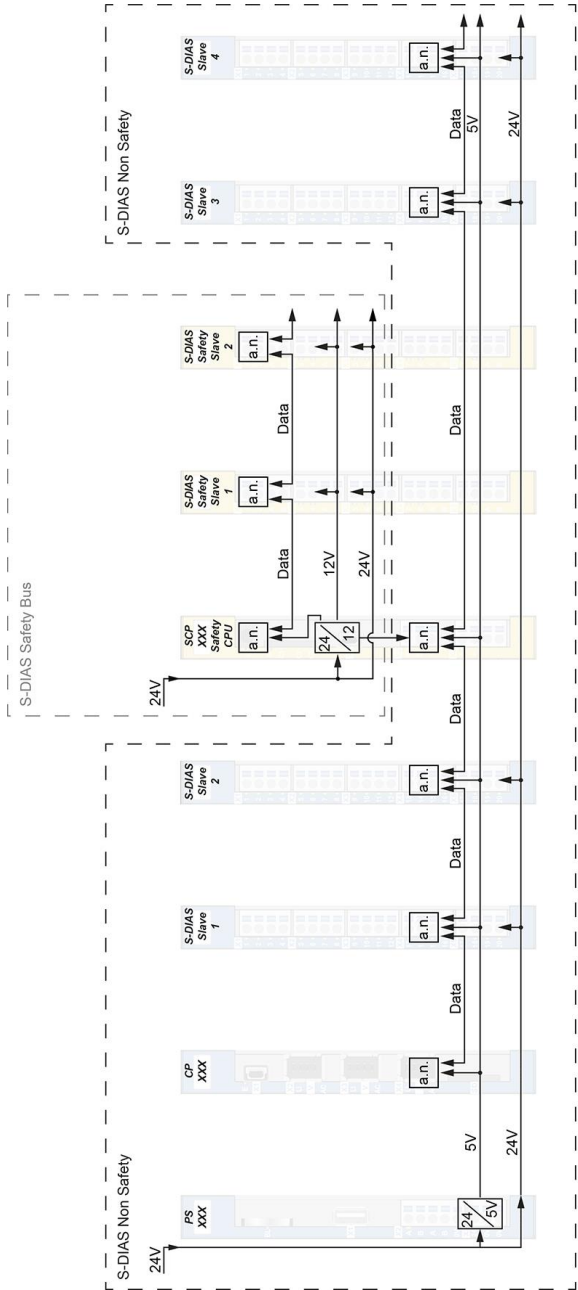 S-DIAS Safety Bus
S-DIAS Non Safety
S-DIAS Non Safety
24V
24V
PS
XXX
CP
XXX
S-DIAS
Slave
1
S-DIAS
Slave
2
SCP
XXX
Safety
CPU
S-DIAS
Safety
Slave
1
S-DIAS
Safety
Slave
2
S-DIAS
Slave
3
S-DIAS
Slave
4
a.n.
a.n.
a.n.
Data
Data
24
12
12V
24V
a.n.
a.n.
a.n.
a.n.
a.n.
a.n.
Data
Data
Data
Data
Data
24
5V
5V
5V
24V
24V